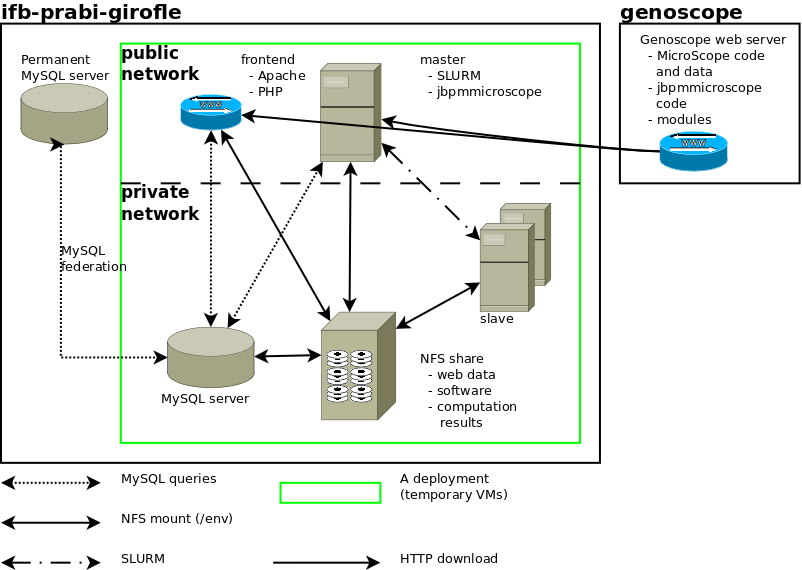 ifb-prabi-girofle
genoscope
Permanent
MySQL server
public
network
frontend
- Apache
- PHP
WWW
master
- SLURM
- jbpmmicroscope
Genoscope web server
- MicroScope code
and data
- jbpmmicroscope
code
- modules
WWW
private
network
MySQL
federation
slave
MySQL server
NFS share
- web data
- software
- computation
results
MySQL queries
A deployment
(temporary VMs)
NFS mount (/env)
SLURM
HTTP download